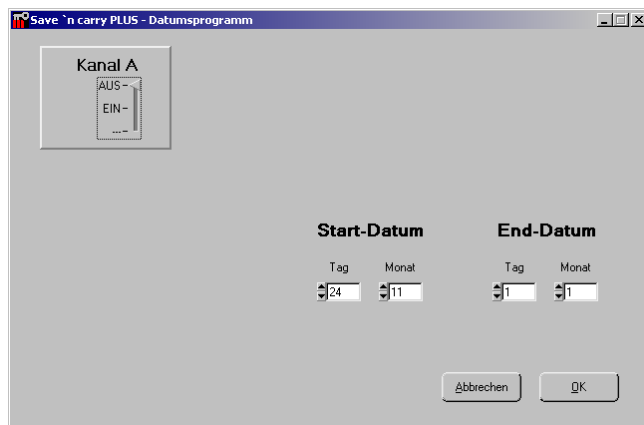 Save `n carry PLUS - Datumsprogramm
Kanal A
AUS
EIN
...
Start-Datum End-Datum
Tag Monat Tag Monat
24 11 1 1
Abbrechen OK